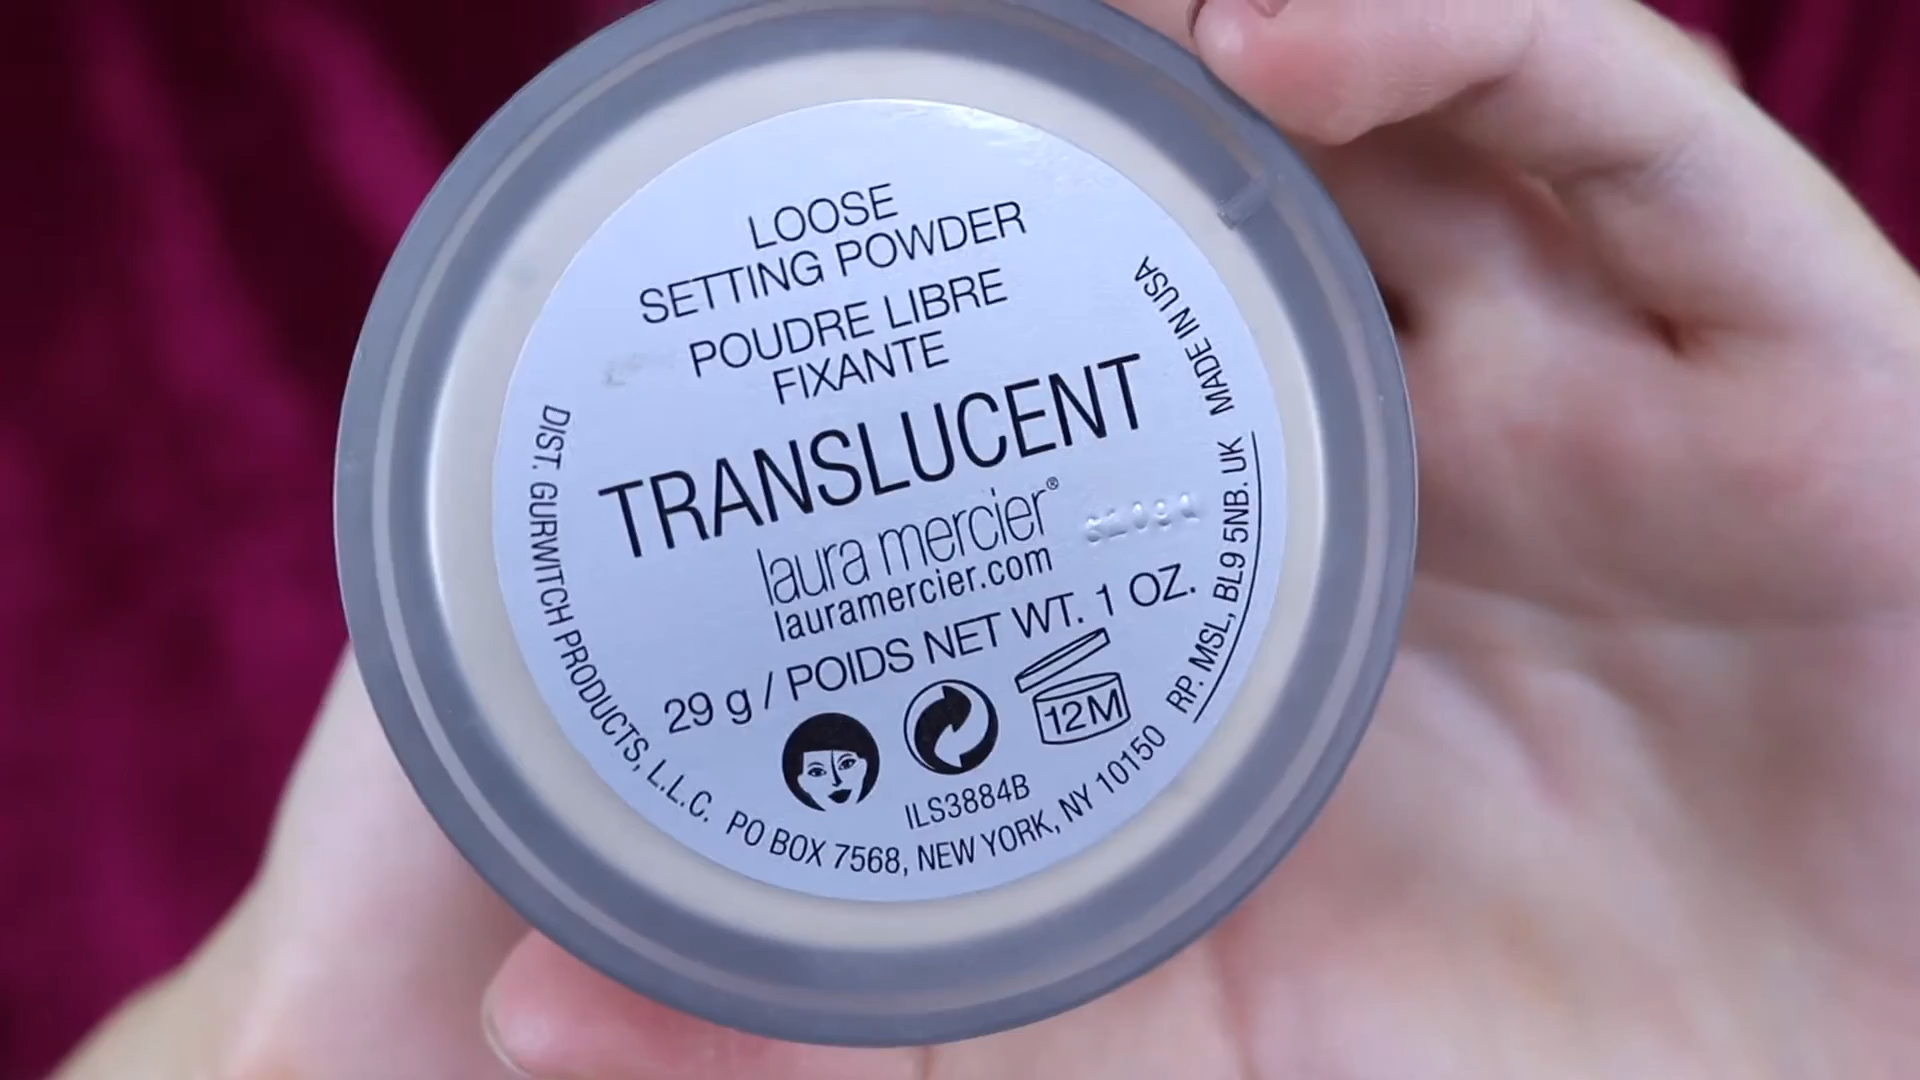 LOOSE
SETTING POWDER
POUDRE LIBRE
FIXANTE
TRANSLUCENT
laura mercier®
lauramercier.com
29 g / POIDS NET WT. 1 OZ.
12M
ILS3884B
DIST. GURWITCH PRODUCTS, L.L.C. PO BOX 7568, NEW YORK, NY 10150
RP. MSL, BL9 5NB. UK MADE IN USA